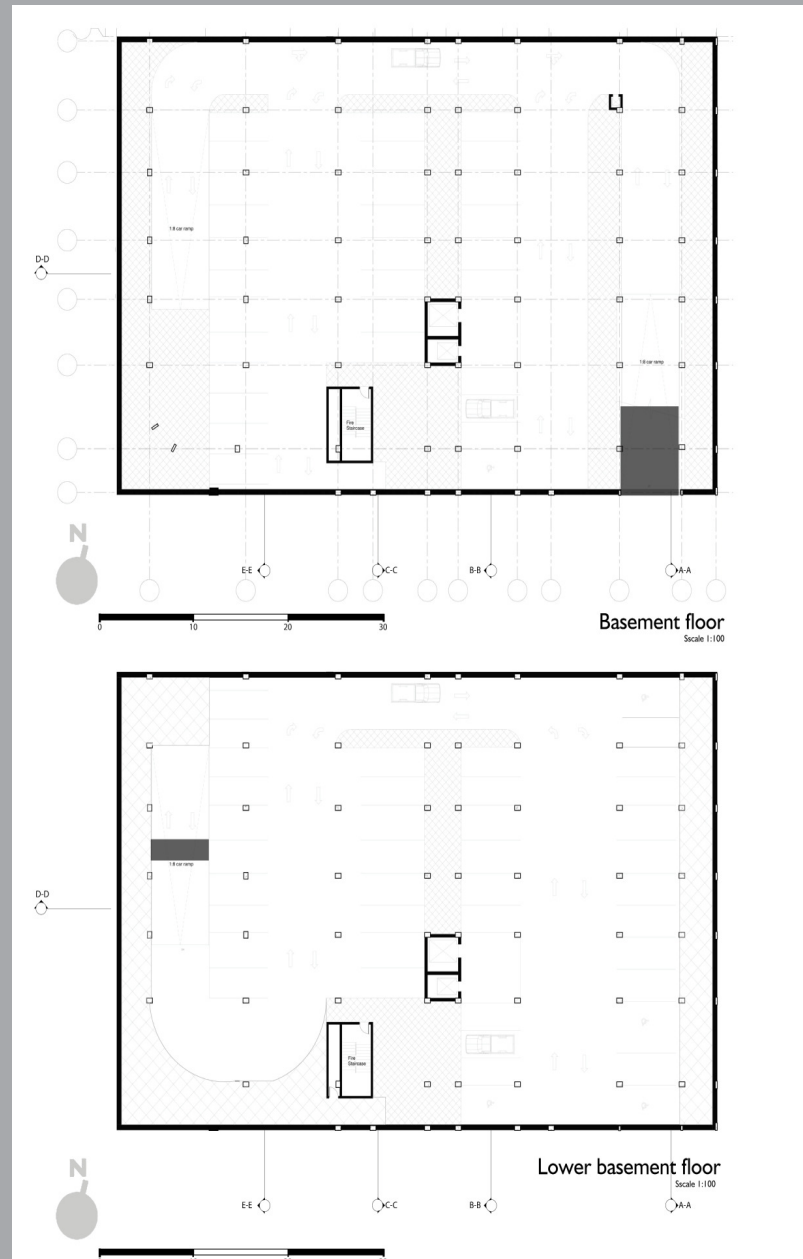 1:8 car ramp
D-D
1:8 car ramp
Fire
Staircase
N
E-E
C-C
B-B
A-A
0 10 20 30
Basement floor
Sscale 1:100
1:8 car ramp
D-D
Fire
Staircase
N
E-E
C-C
B-B
A-A
Lower basement floor
Sscale 1:100